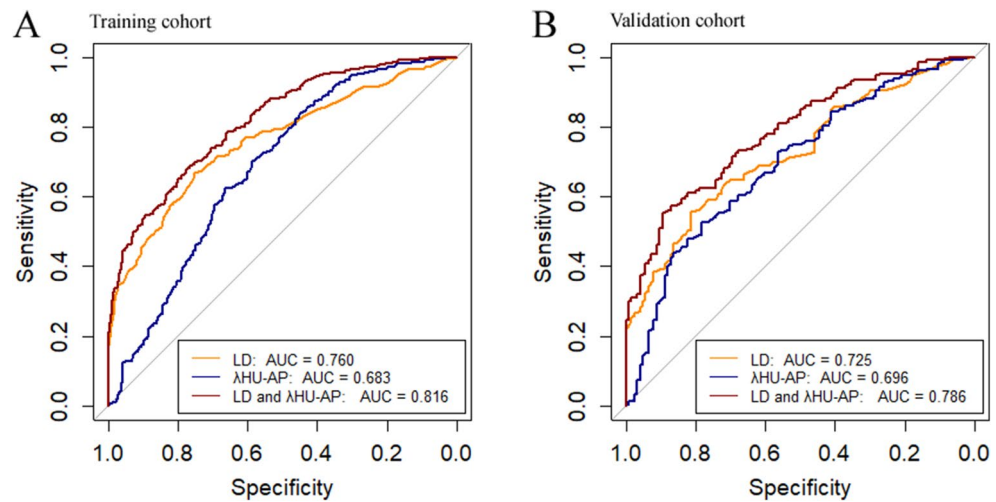 A Training cohort
1.0
0.8
0.6
0.4
0.2
0.0
Sensitivity
1.0 0.8 0.6 0.4 0.2 0.0
Specificity
LD: AUC = 0.760
λHU-AP: AUC = 0.683
LD and λHU-AP: AUC = 0.816
B Validation cohort
1.0
0.8
0.6
0.4
0.2
0.0
Sensitivity
1.0 0.8 0.6 0.4 0.2 0.0
Specificity
LD: AUC = 0.725
λHU-AP: AUC = 0.696
LD and λHU-AP: AUC = 0.786